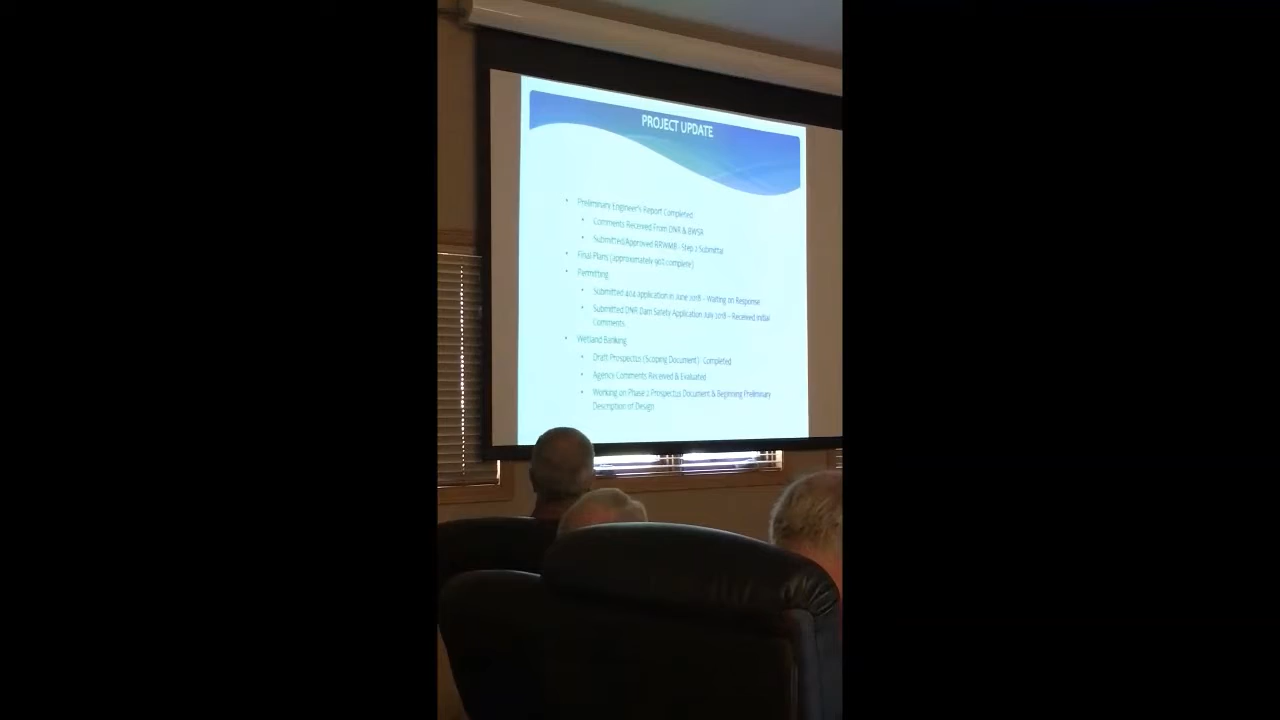 PROJECT UPDATE
• Preliminary Engineer's Report Completed
• Comments Received From DNR & BWSR
• Submitted/Approved RRWMB - Step 2 Submittal
• Final Plans (approximately 90% complete)
• Permitting
• Submitted 404 application in June 2018 – Waiting on Response
• Submitted DNR Dam Safety Application July 2018 – Received Initial
Comments
• Wetland Banking
• Draft Prospectus (Scoping Document) Completed
• Agency Comments Received & Evaluated
• Working on Phase 2 Prospectus Document & Beginning Preliminary
Description of Design